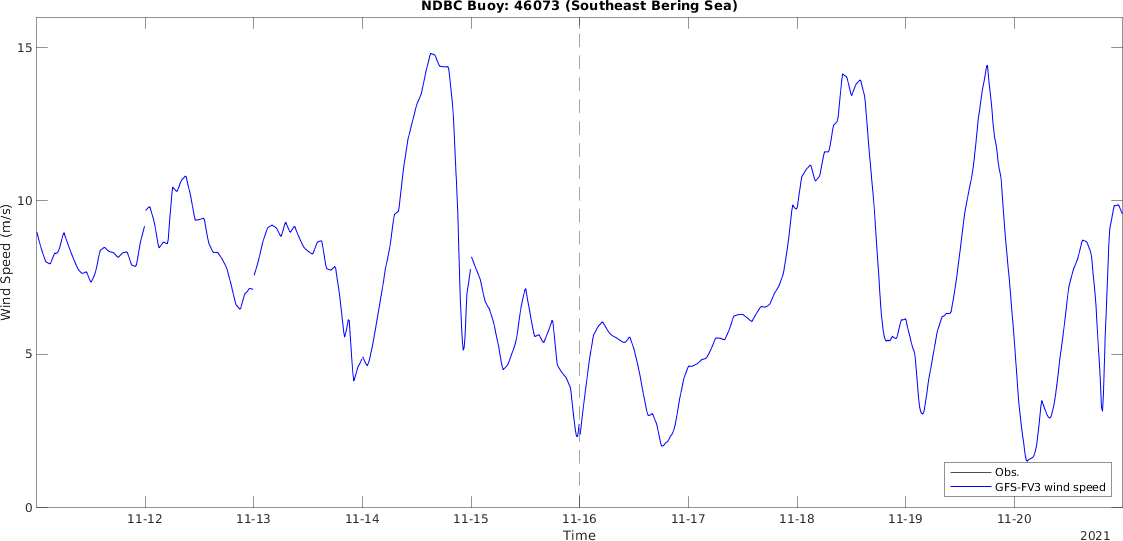 NDBC Buoy: 46073 (Southeast Bering Sea)
15
10
5
0
Wind Speed (m/s)
Obs.
GFS-FV3 wind speed
11-12 11-13 11-14 11-15 11-16 11-17 11-18 11-19 11-20
Time
2021